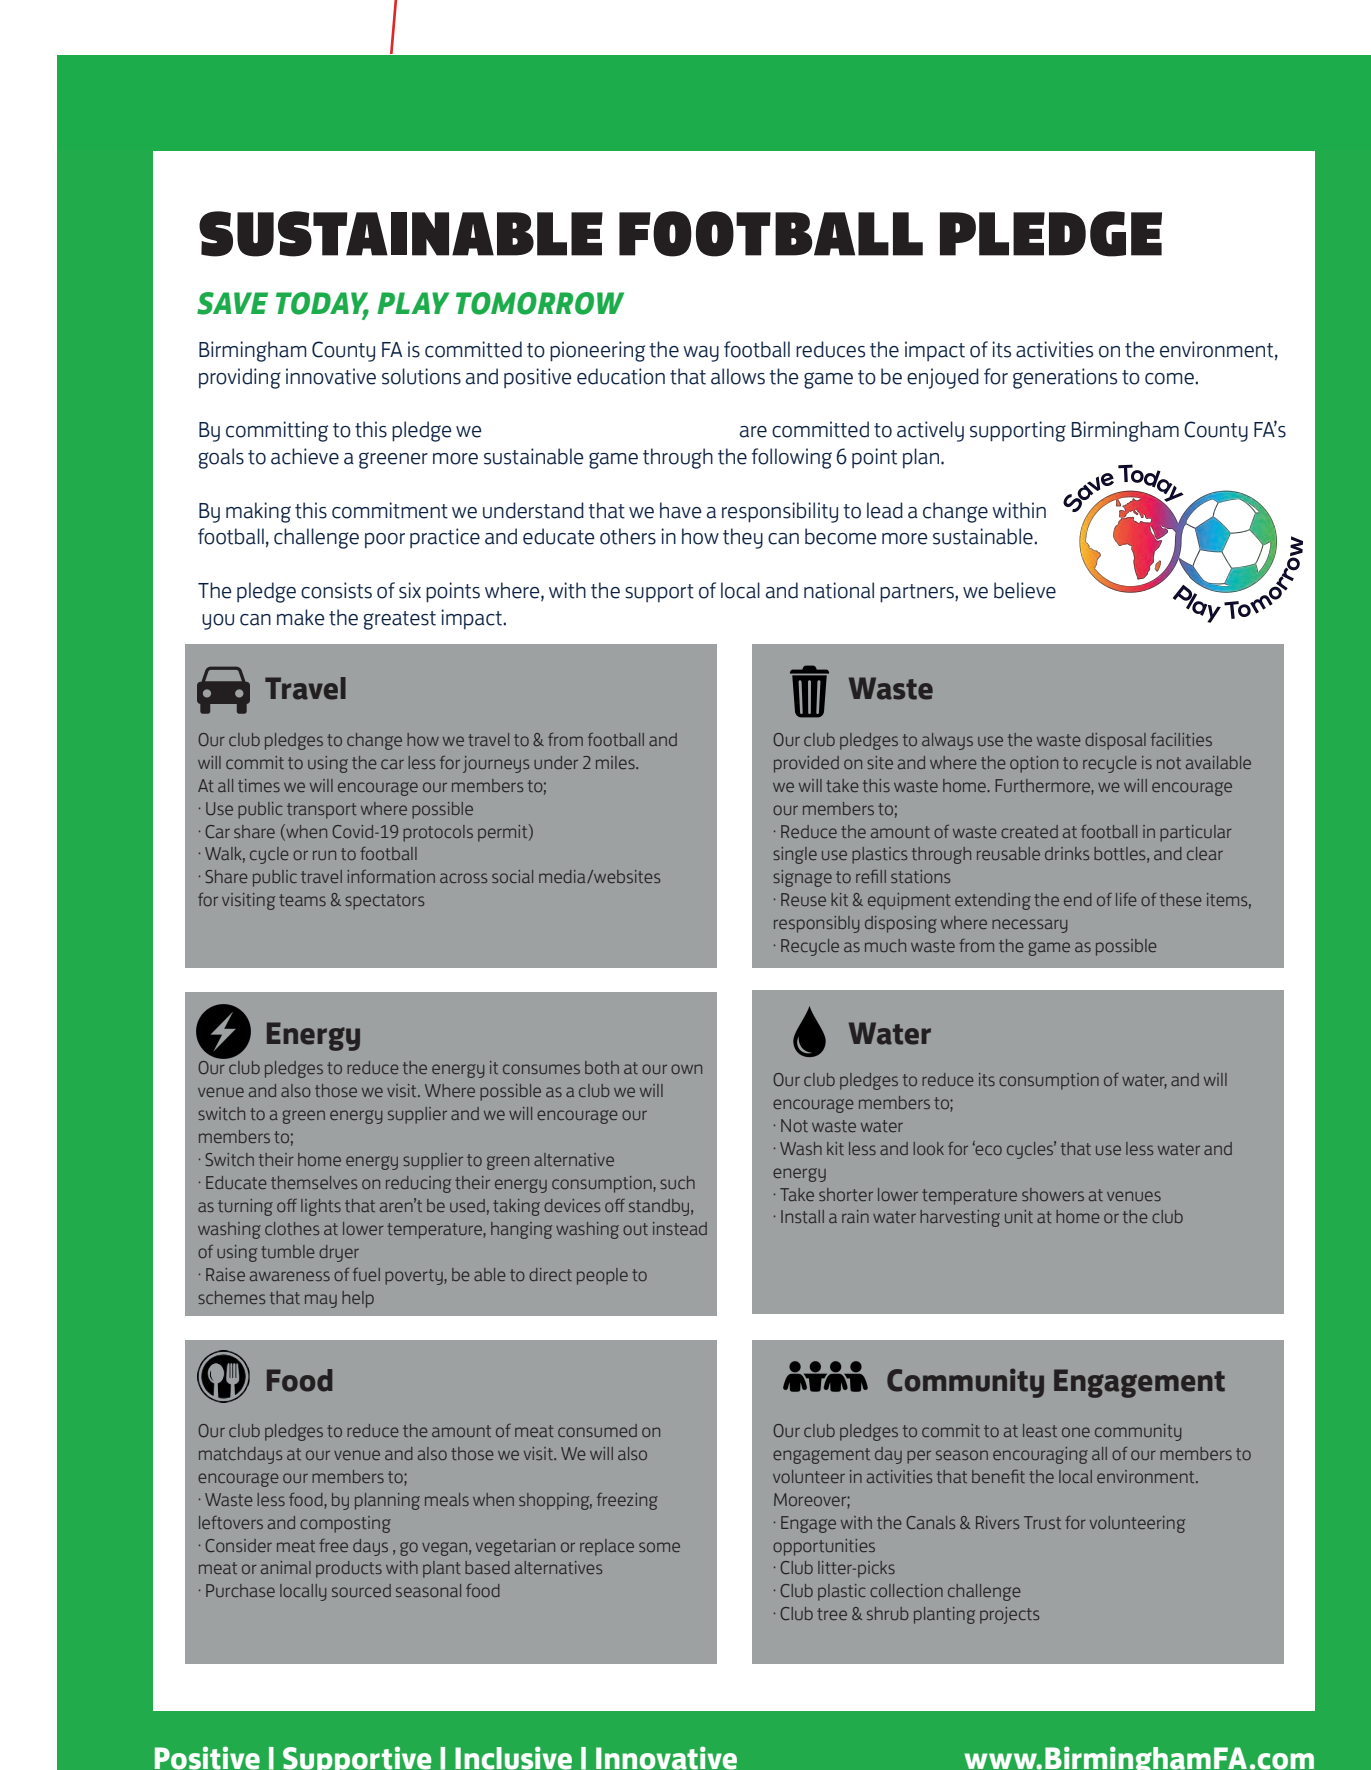 SUSTAINABLE FOOTBALL PLEDGE
SAVE TODAY, PLAY TOMORROW
Birmingham County FA is committed to pioneering the way football reduces the impact of its activities on the environment,
providing innovative solutions and positive education that allows the game to be enjoyed for generations to come.
By committing to this pledge we are committed to actively supporting Birmingham County FA’s
goals to achieve a greener more sustainable game through the following 6 point plan.
By making this commitment we understand that we have a responsibility to lead a change within
football, challenge poor practice and educate others in how they can become more sustainable.
The pledge consists of six points where, with the support of local and national partners, we believe
you can make the greatest impact.
Save Today
Play Tomorrow
Travel
Our club pledges to change how we travel to & from football and
will commit to using the car less for journeys under 2 miles.
At all times we will encourage our members to;
· Use public transport where possible
· Car share (when Covid-19 protocols permit)
· Walk, cycle or run to football
· Share public travel information across social media/websites
for visiting teams & spectators
Waste
Our club pledges to always use the waste disposal facilities
provided on site and where the option to recycle is not available
we will take this waste home. Furthermore, we will encourage
our members to;
· Reduce the amount of waste created at football in particular
single use plastics through reusable drinks bottles, and clear
signage to refill stations
· Reuse kit & equipment extending the end of life of these items,
responsibly disposing where necessary
· Recycle as much waste from the game as possible
Energy
Our club pledges to reduce the energy it consumes both at our own
venue and also those we visit. Where possible as a club we will
switch to a green energy supplier and we will encourage our
members to;
· Switch their home energy supplier to green alternative
· Educate themselves on reducing their energy consumption, such
as turning off lights that aren’t be used, taking devices off standby,
washing clothes at lower temperature, hanging washing out instead
of using tumble dryer
· Raise awareness of fuel poverty, be able to direct people to
schemes that may help
Water
Our club pledges to reduce its consumption of water, and will
encourage members to;
· Not waste water
· Wash kit less and look for ‘eco cycles’ that use less water and
energy
· Take shorter lower temperature showers at venues
· Install a rain water harvesting unit at home or the club
Food
Our club pledges to reduce the amount of meat consumed on
matchdays at our venue and also those we visit. We will also
encourage our members to;
· Waste less food, by planning meals when shopping, freezing
leftovers and composting
· Consider meat free days , go vegan, vegetarian or replace some
meat or animal products with plant based alternatives
· Purchase locally sourced seasonal food
Community Engagement
Our club pledges to commit to at least one community
engagement day per season encouraging all of our members to
volunteer in activities that benefit the local environment.
Moreover;
· Engage with the Canals & Rivers Trust for volunteering
opportunities
· Club litter-picks
· Club plastic collection challenge
· Club tree & shrub planting projects
Positive | Supportive | Inclusive | Innovative
www.BirminghamFA.com